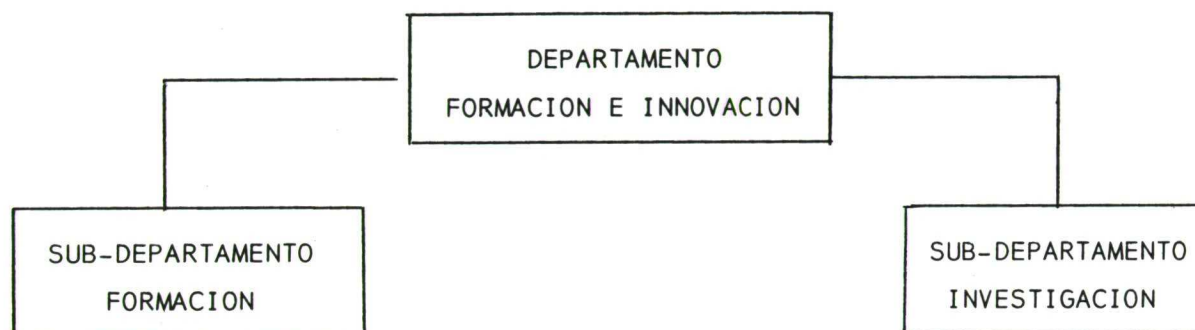 DEPARTAMENTO
FORMACION E INNOVACION
SUB-DEPARTAMENTO
FORMACION
SUB-DEPARTAMENTO
INVESTIGACION